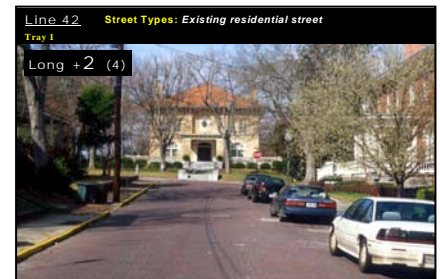 Line 42 Street Types: Existing residential street
Tray 1
Long +2 (4)